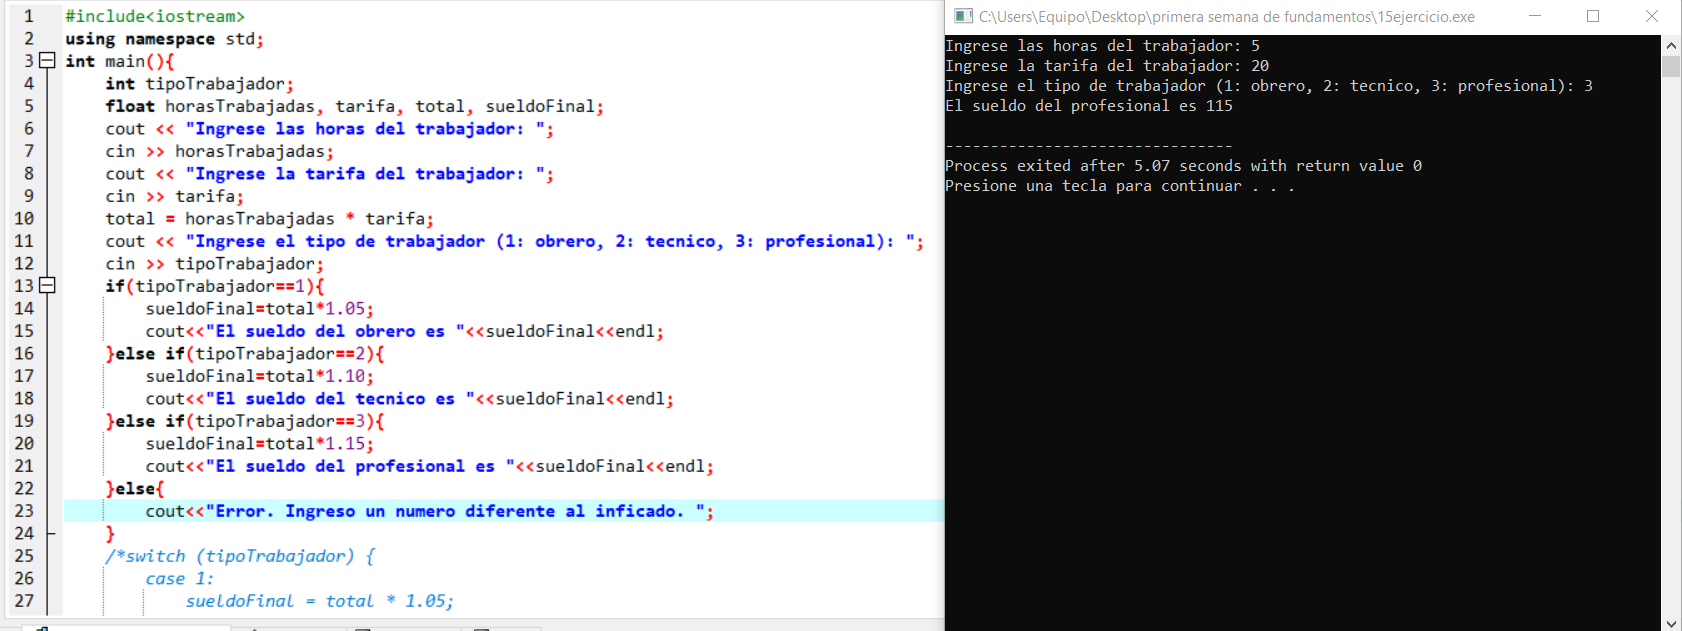 1 #include<iostream>
2 using namespace std;
3 int main(){
4 int tipoTrabajador;
5 float horasTrabajadas, tarifa, total, sueldoFinal;
6 cout << "Ingrese las horas del trabajador: ";
7 cin >> horasTrabajadas;
8 cout << "Ingrese la tarifa del trabajador: ";
9 cin >> tarifa;
10 total = horasTrabajadas * tarifa;
11 cout << "Ingrese el tipo de trabajador (1: obrero, 2: tecnico, 3: profesional): ";
12 cin >> tipoTrabajador;
13 if(tipoTrabajador==1){
14 sueldoFinal=total*1.05;
15 cout<<"El sueldo del obrero es "<<sueldoFinal<<endl;
16 }else if(tipoTrabajador==2){
17 sueldoFinal=total*1.10;
18 cout<<"El sueldo del tecnico es "<<sueldoFinal<<endl;
19 }else if(tipoTrabajador==3){
20 sueldoFinal=total*1.15;
21 cout<<"El sueldo del profesional es "<<sueldoFinal<<endl;
22 }else{
23 cout<<"Error. Ingreso un numero diferente al inficado. ";
24 }
25 /*switch (tipoTrabajador) {
26 case 1:
27 sueldoFinal = total * 1.05;
C:\Users\Equipo\Desktop\primera semana de fundamentos\15ejercicio.exe
Ingrese las horas del trabajador: 5
Ingrese la tarifa del trabajador: 20
Ingrese el tipo de trabajador (1: obrero, 2: tecnico, 3: profesional): 3
El sueldo del profesional es 115
--------------------------------
Process exited after 5.07 seconds with return value 0
Presione una tecla para continuar . . .